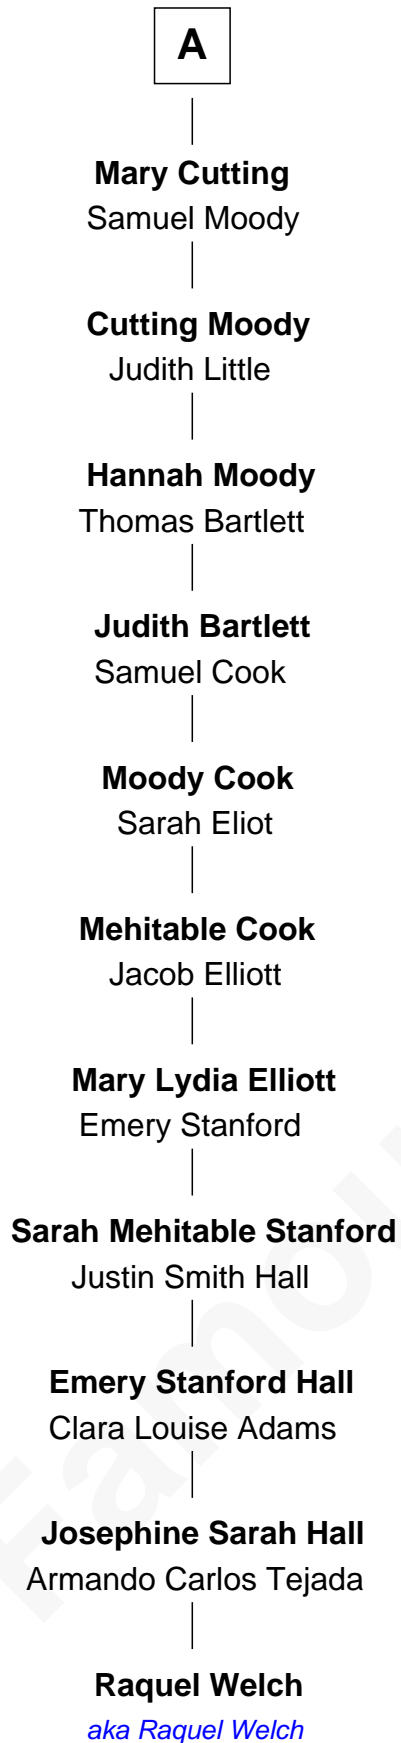 A
Mary Cutting
Samuel Moody
Cutting Moody
Judith Little
Hannah Moody
Thomas Bartlett
Judith Bartlett
Samuel Cook
Moody Cook
Sarah Eliot
Mehitable Cook
Jacob Elliott
Mary Lydia Elliott
Emery Stanford
Sarah Mehitable Stanford
Justin Smith Hall
Emery Stanford Hall
Clara Louise Adams
Josephine Sarah Hall
Armando Carlos Tejada
Raquel Welch
aka Raquel Welch